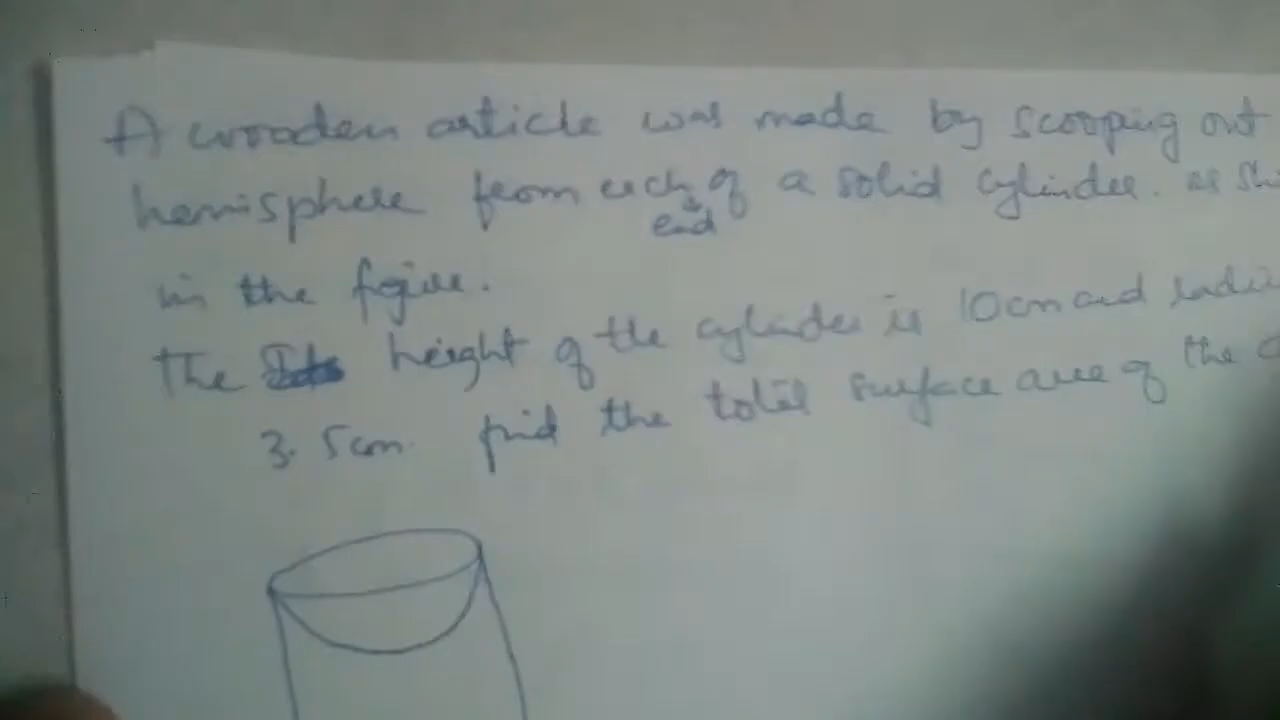 A wooden article was made by scooping out
hemisphere from each of a solid cylinder. as
end
in the figure.
The height of the cylinder is 10cm and
3.5cm. find the total surface area of the